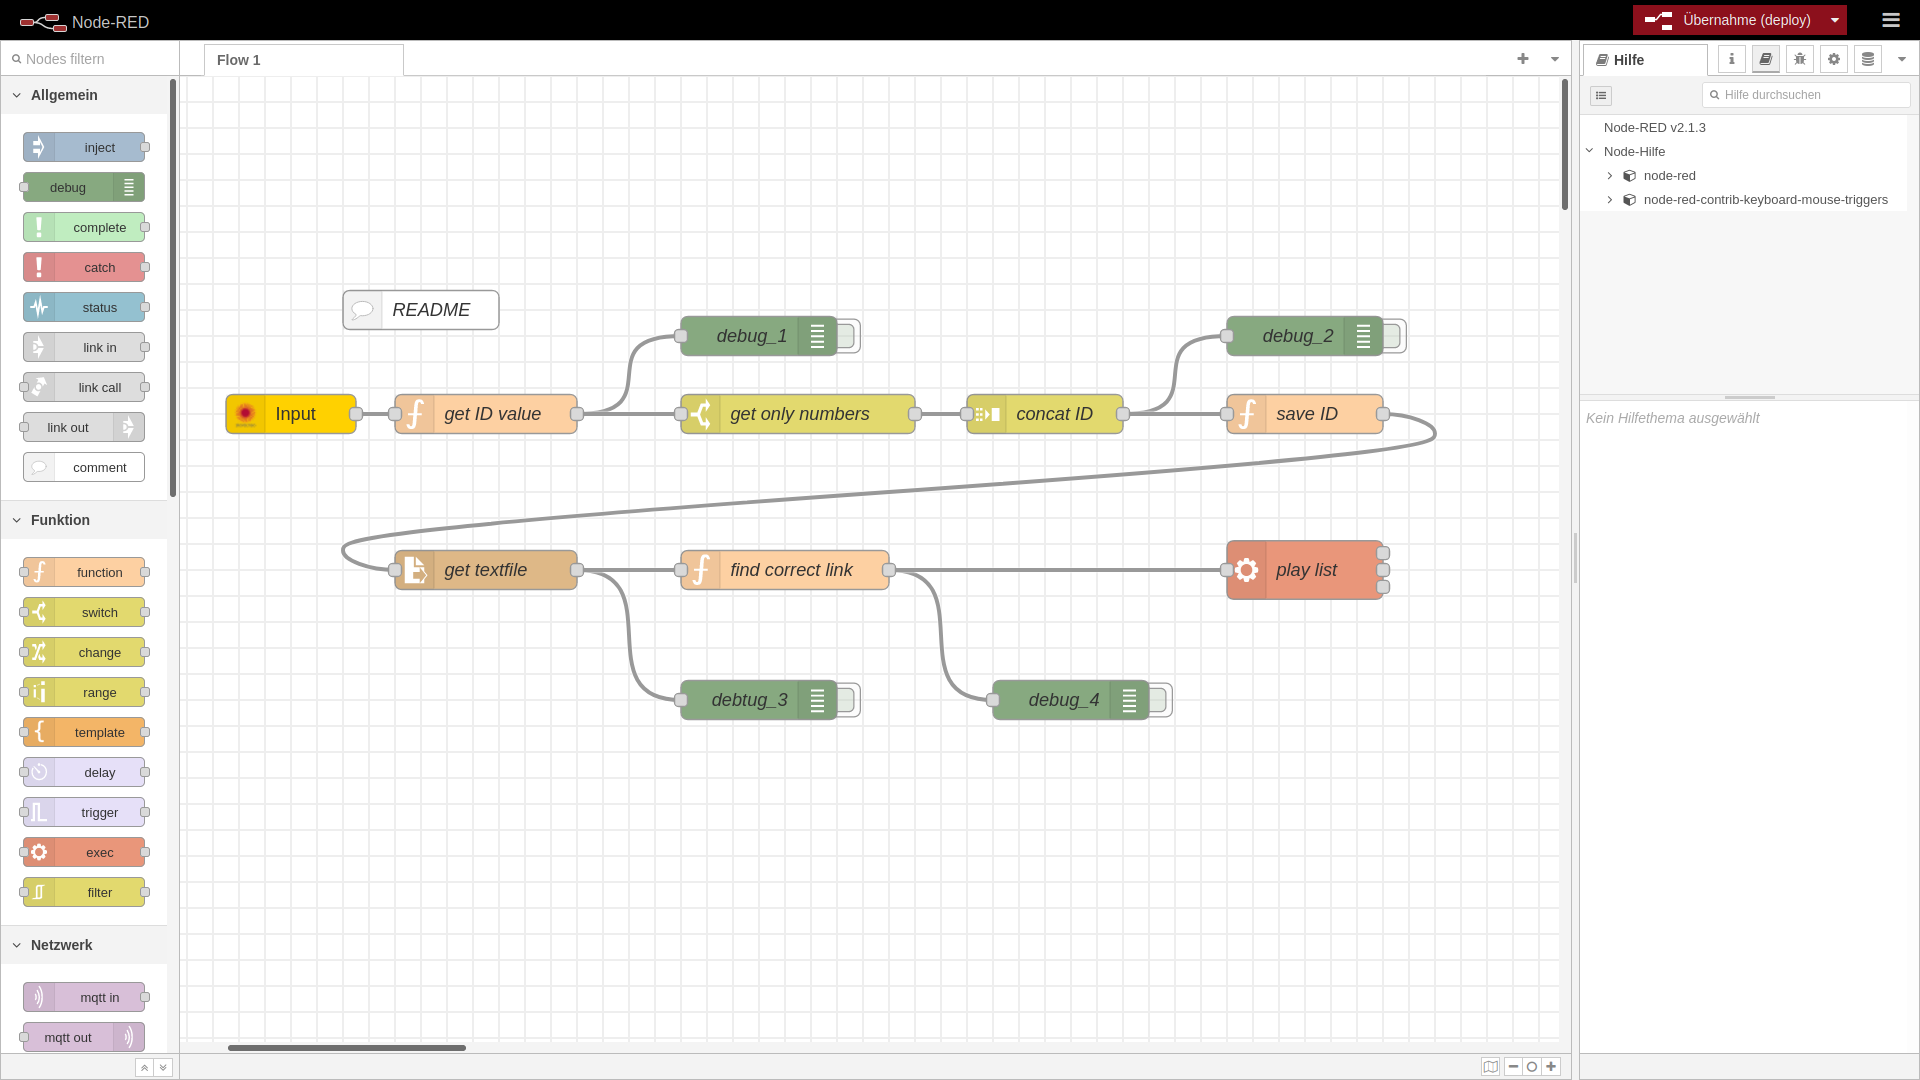 Node-RED
Übernahme (deploy)
Nodes filtern
Allgemein
inject
debug
complete
catch
status
link in
link call
link out
comment
Funktion
function
switch
change
range
template
delay
trigger
exec
filter
Netzwerk
mqtt in
mqtt out
Flow 1
README
debug_1
debug_2
Input
get ID value
get only numbers
concat ID
save ID
get textfile
find correct link
play list
debtug_3
debug_4
Hilfe
Hilfe durchsuchen
Node-RED v2.1.3
Node-Hilfe
node-red
node-red-contrib-keyboard-mouse-triggers
Kein Hilfethema ausgewählt